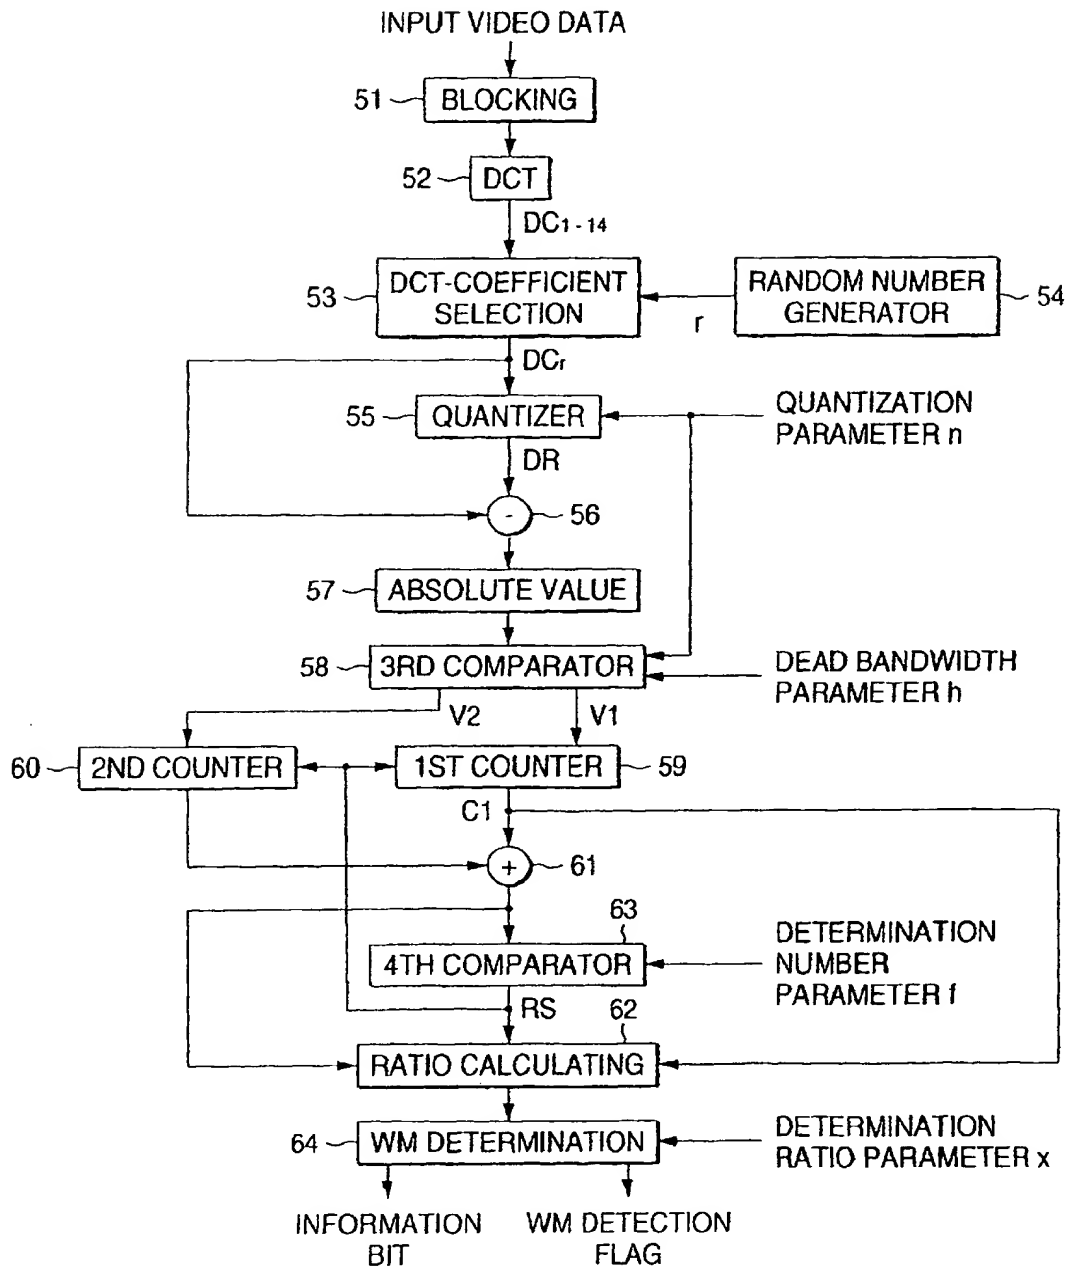 INPUT VIDEO DATA
51
BLOCKING
52
DCT
DC1-14
53
DCT-COEFFICIENT
SELECTION
RANDOM NUMBER
GENERATOR
54
r
DCr
55
QUANTIZER
QUANTIZATION
PARAMETER n
DR
-
56
57
ABSOLUTE VALUE
58
3RD COMPARATOR
DEAD BANDWIDTH
PARAMETER h
V2
V1
60
2ND COUNTER
1ST COUNTER
59
C1
+
61
63
4TH COMPARATOR
DETERMINATION
NUMBER
PARAMETER f
RS
62
RATIO CALCULATING
64
WM DETERMINATION
DETERMINATION
RATIO PARAMETER x
INFORMATION
BIT
WM DETECTION
FLAG